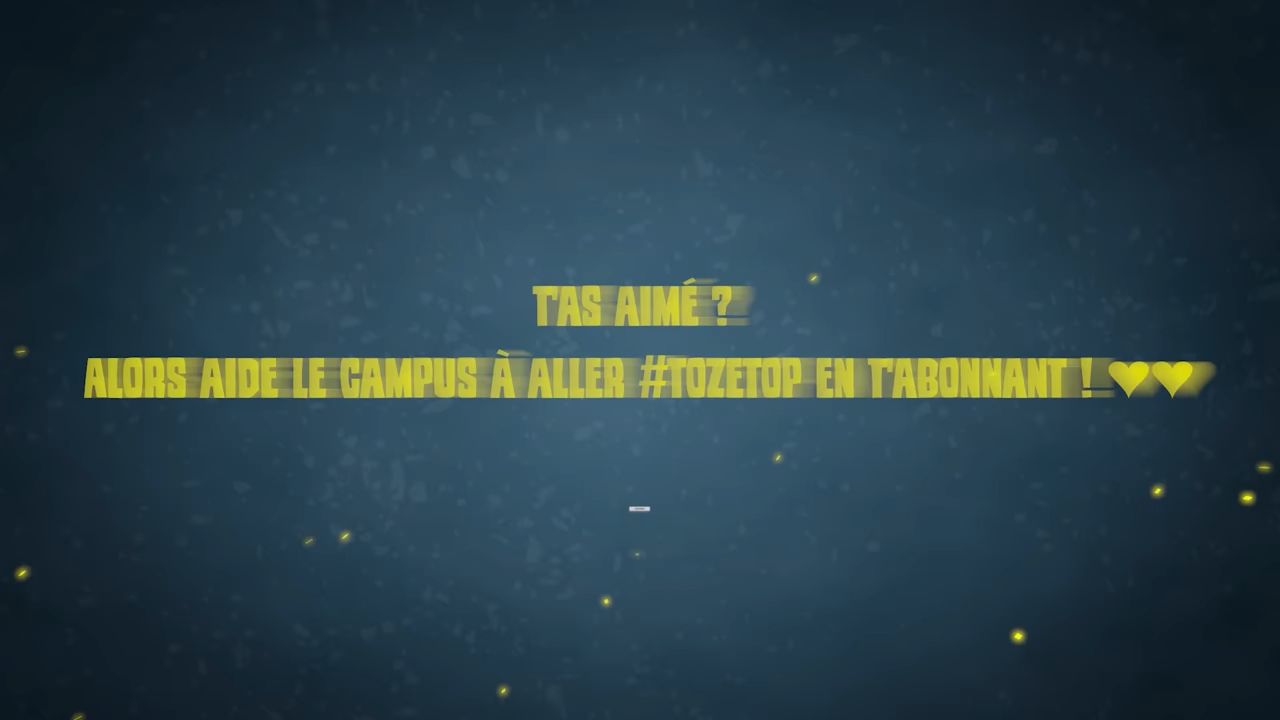 T'AS AIMÉ ?
ALORS AIDE LE CAMPUS À ALLER #TOZETOP EN T'ABONNANT ! ♥♥